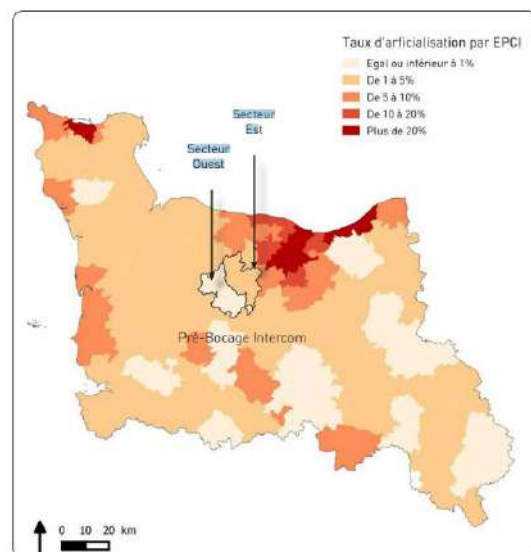 Taux d'arficialisation par EPCI
Egal ou inférieur à 1%
De 1 à 5%
De 5 à 10%
De 10 à 20%
Plus de 20%
Secteur
Est
Secteur
Ouest
Pré-Bocage Intercom
0 10 20 km